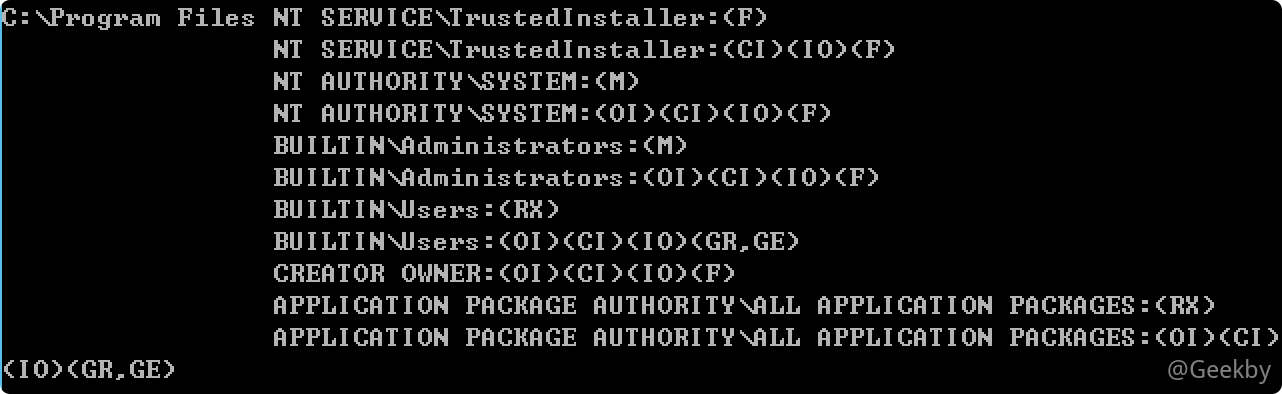 C:\Program Files NT SERVICE\TrustedInstaller:(F)
NT SERVICE\TrustedInstaller:(CI)(IO)(F)
NT AUTHORITY\SYSTEM:(M)
NT AUTHORITY\SYSTEM:(OI)(CI)(IO)(F)
BUILTIN\Administrators:(M)
BUILTIN\Administrators:(OI)(CI)(IO)(F)
BUILTIN\Users:(RX)
BUILTIN\Users:(OI)(CI)(IO)(GR,GE)
CREATOR OWNER:(OI)(CI)(IO)(F)
APPLICATION PACKAGE AUTHORITY\ALL APPLICATION PACKAGES:(RX)
APPLICATION PACKAGE AUTHORITY\ALL APPLICATION PACKAGES:(OI)(CI)
(IO)(GR,GE)
@Geekby